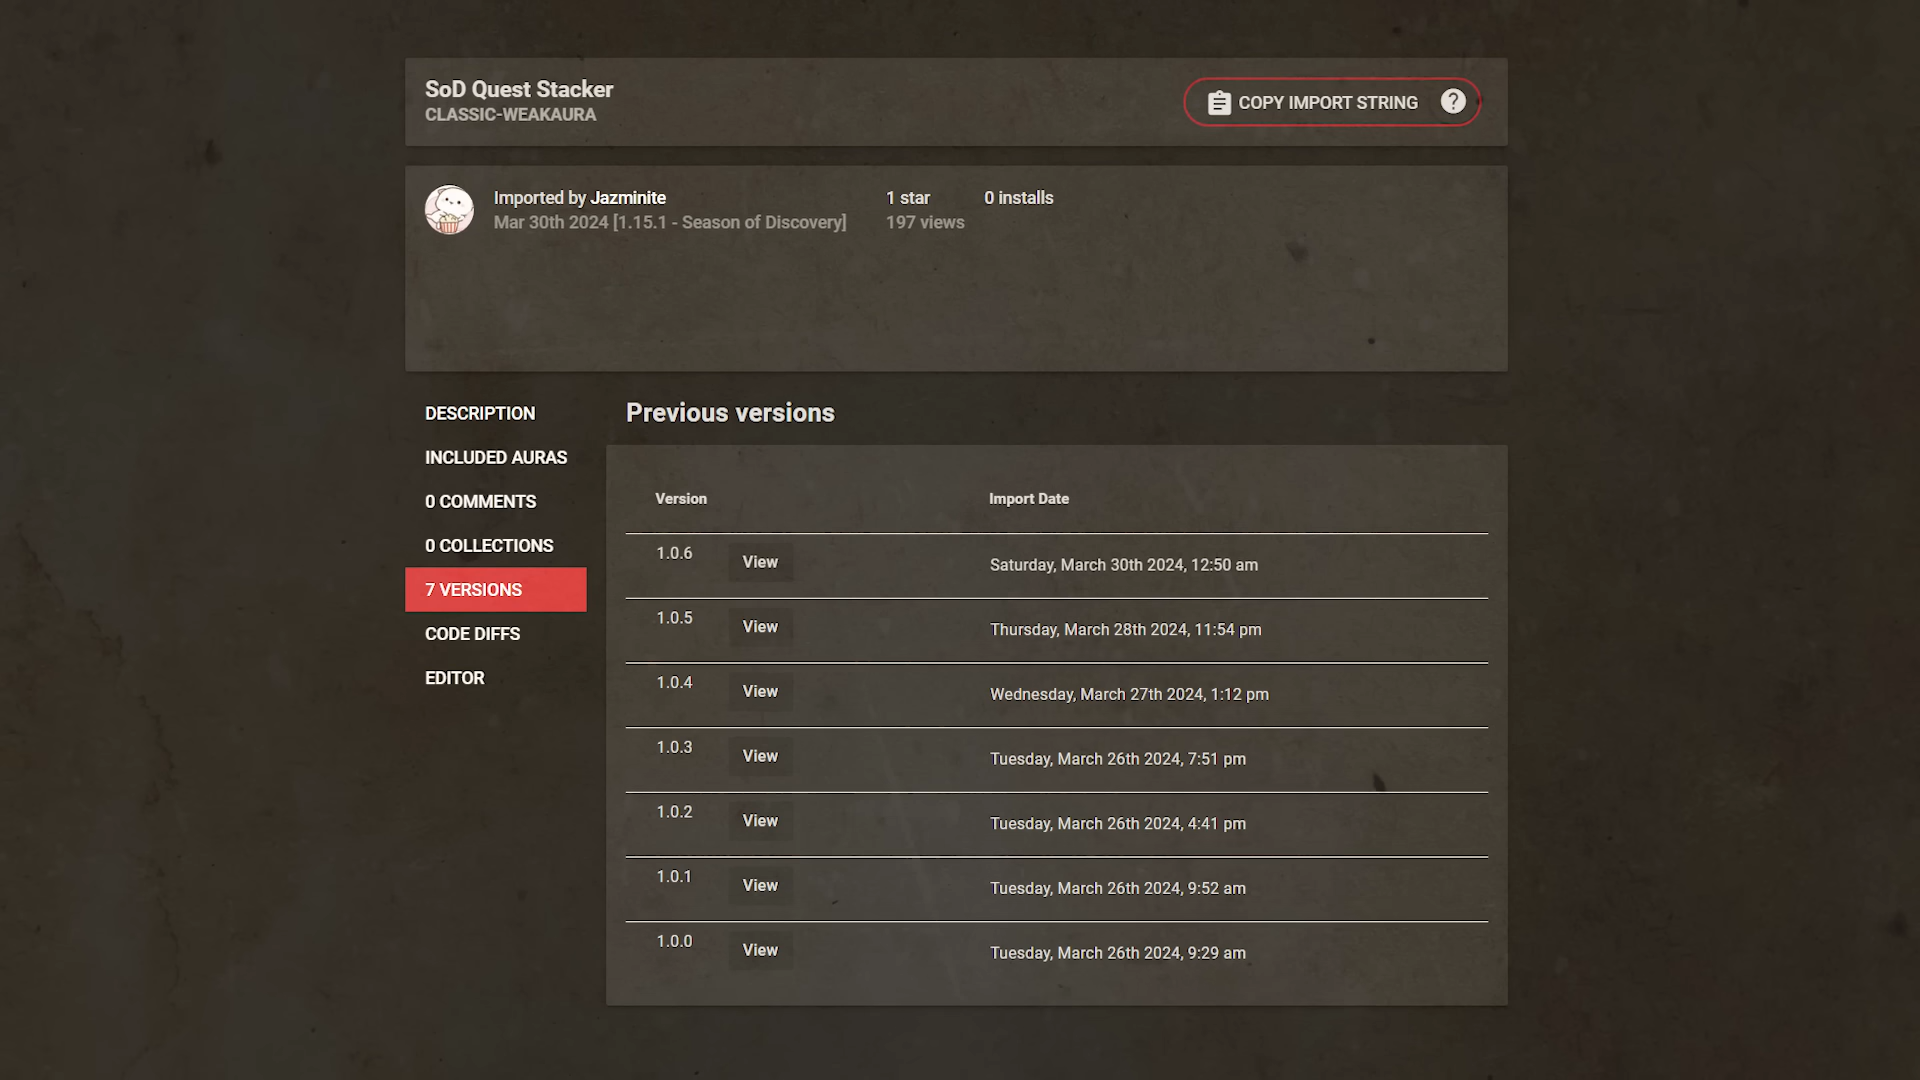 SoD Quest Stacker
CLASSIC-WEAKAURA
COPY IMPORT STRING ?
Imported by Jazminite
Mar 30th 2024 [1.15.1 - Season of Discovery]
1 star
197 views
0 installs
DESCRIPTION
INCLUDED AURAS
0 COMMENTS
0 COLLECTIONS
7 VERSIONS
CODE DIFFS
EDITOR
Previous versions
Version Import Date
1.0.6 View Saturday, March 30th 2024, 12:50 am
1.0.5 View Thursday, March 28th 2024, 11:54 pm
1.0.4 View Wednesday, March 27th 2024, 1:12 pm
1.0.3 View Tuesday, March 26th 2024, 7:51 pm
1.0.2 View Tuesday, March 26th 2024, 4:41 pm
1.0.1 View Tuesday, March 26th 2024, 9:52 am
1.0.0 View Tuesday, March 26th 2024, 9:29 am